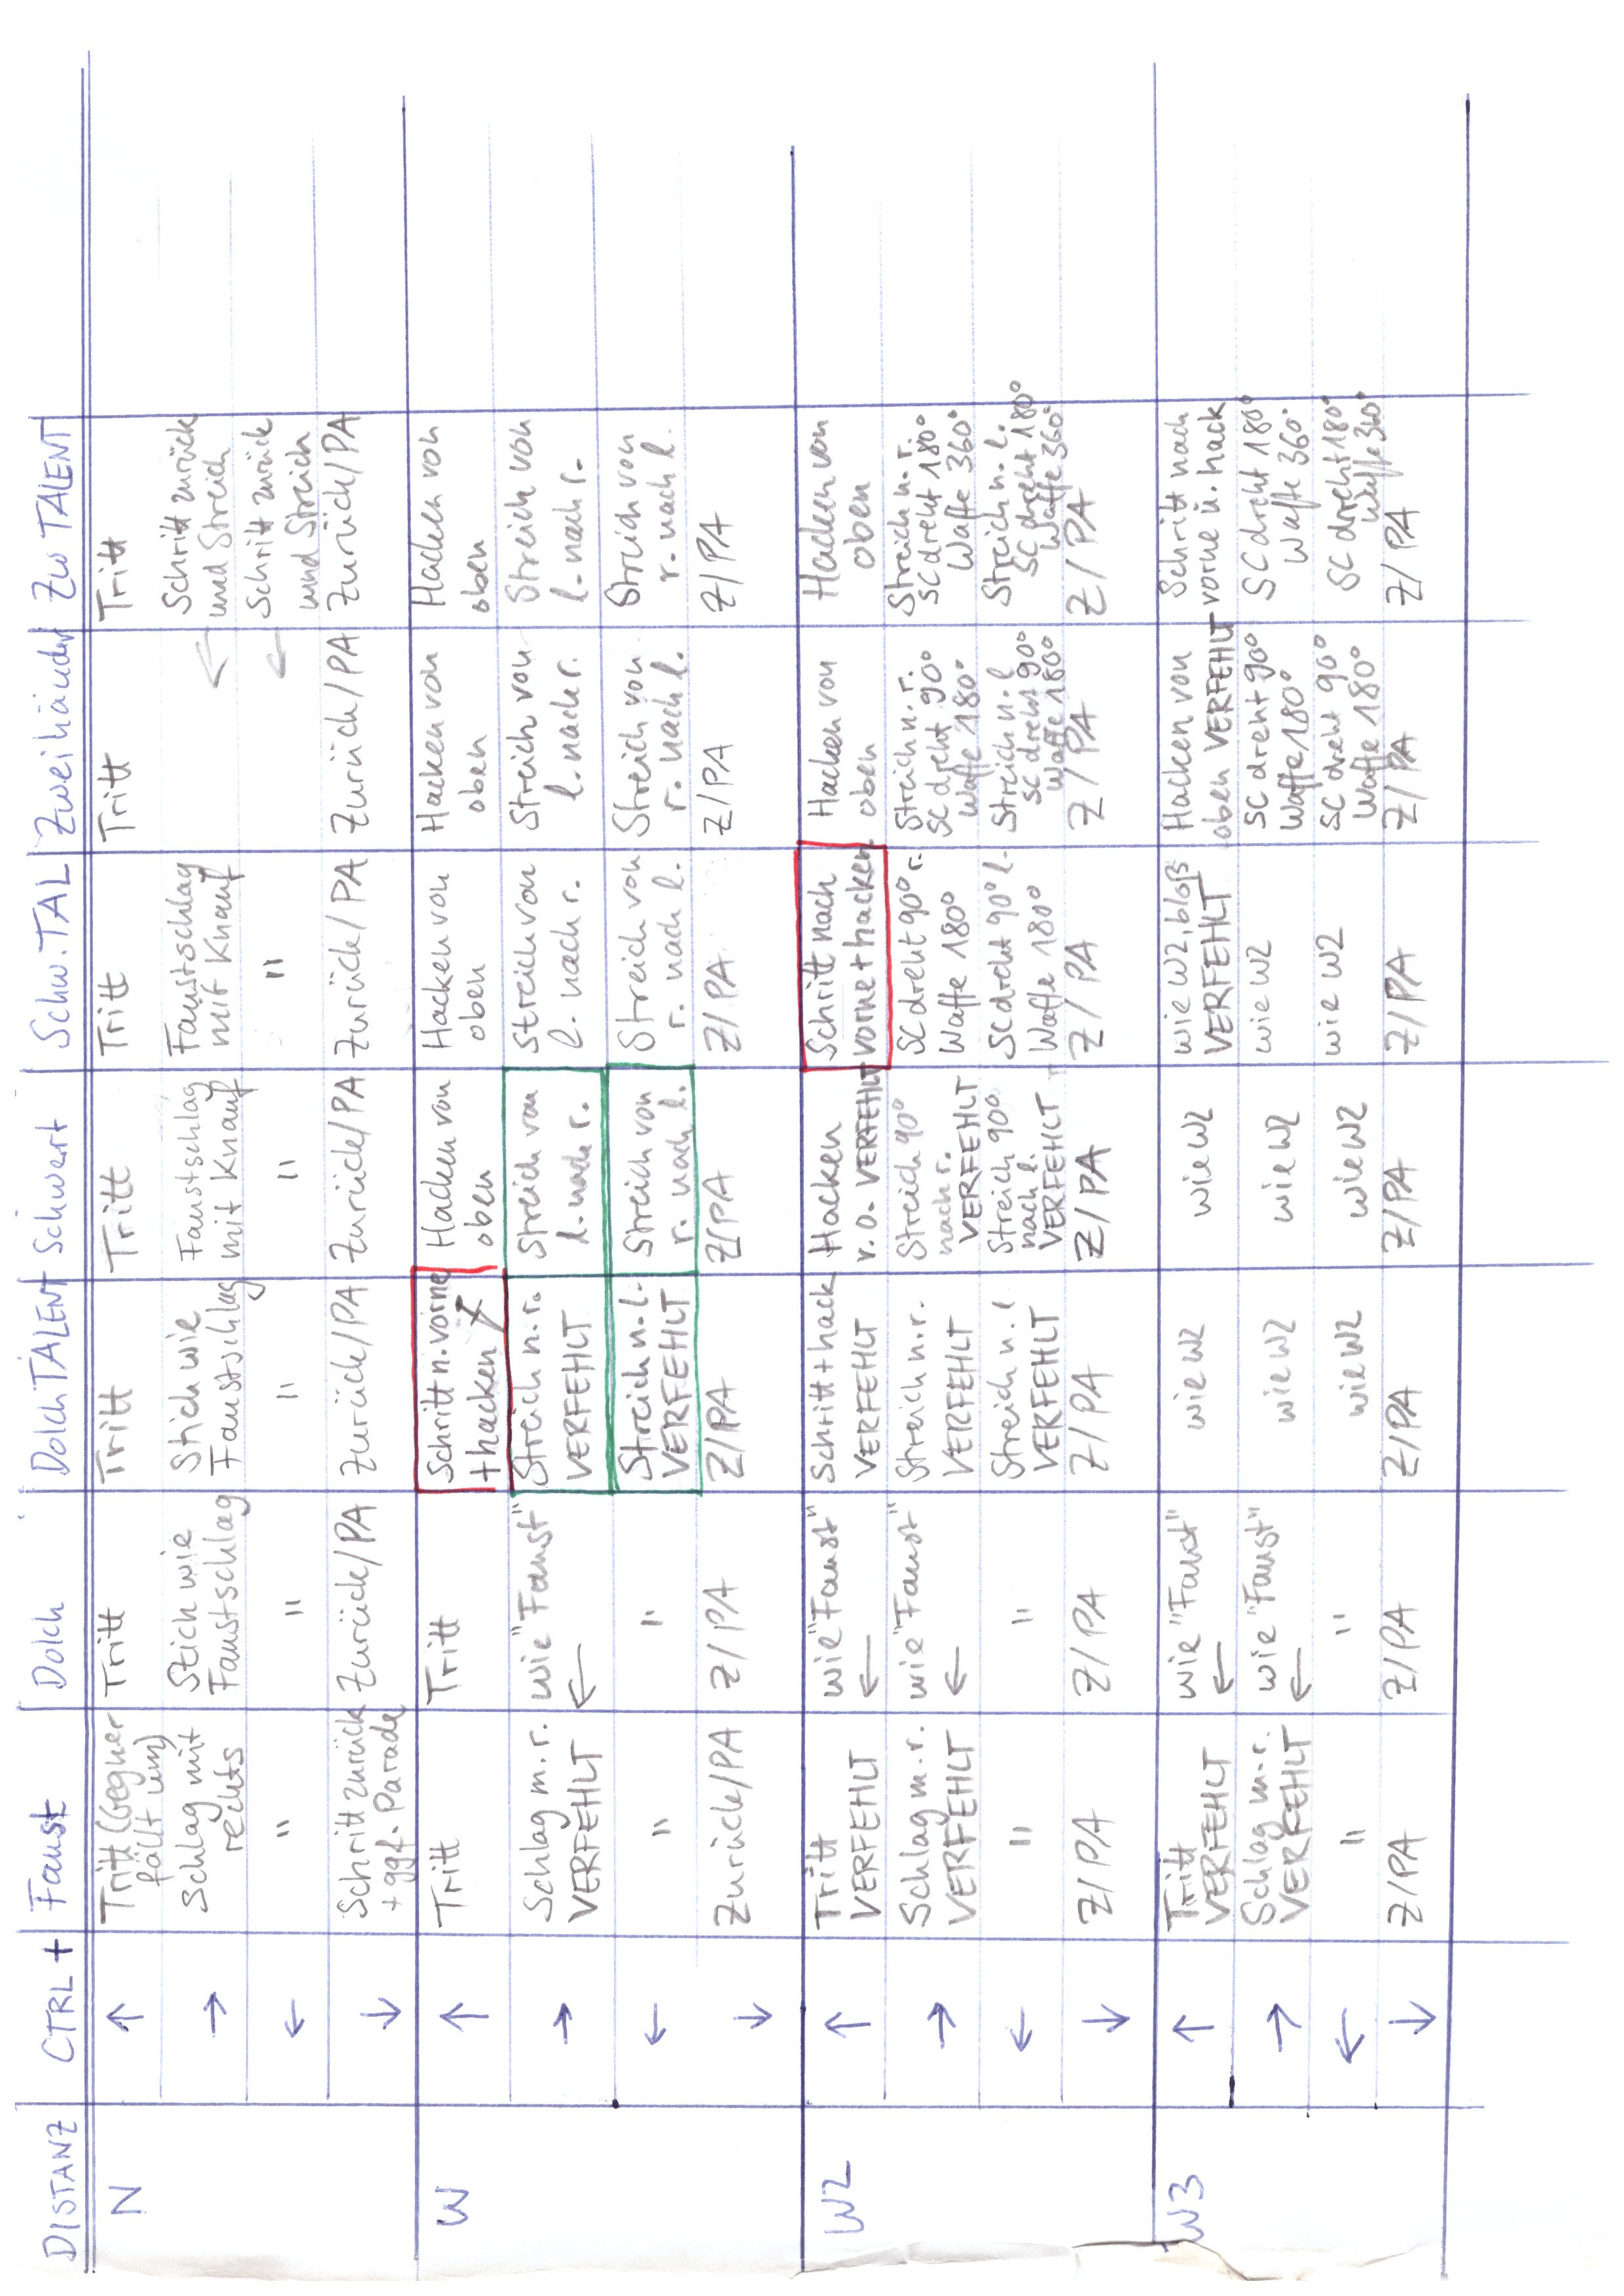 DISTANZ CTRL + Faust Dolch Dolch TALENT Schwert Schw. TAL Zweihänder Zw TALENT
N
↑ Tritt (Gegner Tritt Tritt Tritt Tritt Tritt Tritt
fällt um)
→ Schlag mit Stich wie Stich wie Faustschlag Faustschlag ← Schritt zurück
rechts Faustschlag Faustschlag mit Knauf mit Knauf und Streich
← " " " " " ← Schritt zurück
und Streich
↓ Schritt zurück Zurück/PA Zurück/PA Zurück/PA Zurück/PA Zurück/PA Zurück/PA
+ ggf. Parade
W
↑ Tritt Tritt Schritt n. vorne Hacken von Hacken von Hacken von Hacken von
+ hacken oben oben oben oben
→ Schlag m. r. wie "Faust" Streich n. r. Streich von Streich von Streich von Streich von
VERFEHLT ← VERFEHLT l. nach r. l. nach r. l. nach r. l. nach r.
← " " Streich n. l. Streich von Streich von Streich von Streich von
VERFEHLT r. nach l. r. nach l. r. nach l. r. nach l.
↓ Zurück/PA Z/PA Z/PA Z/PA Z/PA Z/PA Z/PA
W2
↑ Tritt wie "Faust" Schritt + hack Hacken Schritt nach Hacken von Hacken von
VERFEHLT ← VERFEHLT v. o. VERFEHLT vorne + hacken oben oben
→ Schlag m. r. wie "Faust" Streich n. r. Streich 90° SC dreht 90° r. Streich n. r. Streich n. r.
VERFEHLT ← VERFEHLT nach r. Waffe 180° SC dreht 90° SC dreht 180°
VERFEHLT Waffe 180° Waffe 360°
← " " Streich n. l Streich 90° SC dreht 90° l. Streich n. l Streich n. l.
VERFEHLT nach l. Waffe 180° SC dreht 90° SC dreht 180°
VERFEHLT Waffe 180° Waffe 360°
↓ Z/PA Z/PA Z/PA Z/PA Z/PA Z/PA Z/PA
W3
↑ Tritt wie "Faust" wie W2 wie W2 wie W2, bloß Hacken von Schritt nach
VERFEHLT ← VERFEHLT oben VERFEHLT vorne u. hack
→ Schlag m. r. wie "Faust" wie W2 wie W2 wie W2 SC dreht 90° SC dreht 180°
VERFEHLT ← Waffe 180° Waffe 360°
← " " wie W2 wie W2 wie W2 SC dreht 90° SC dreht 180°
Waffe 180° Waffe 360°
↓ Z/PA Z/PA Z/PA Z/PA Z/PA Z/PA Z/PA